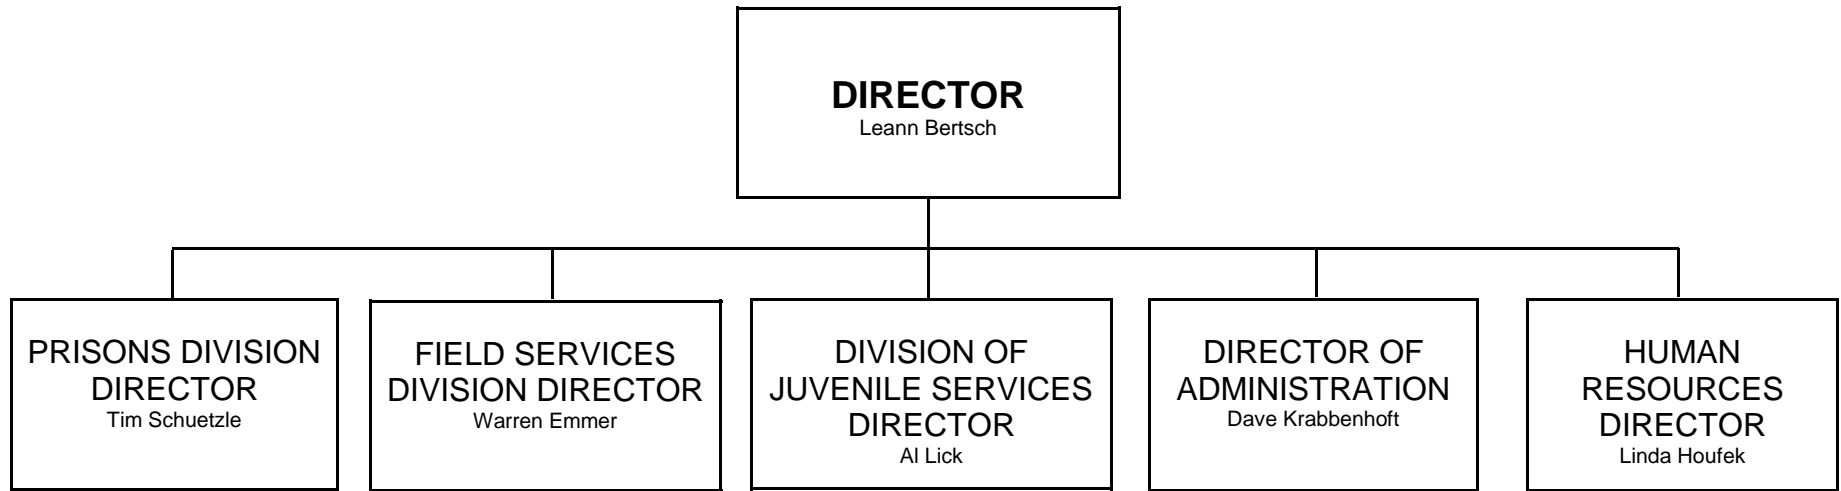 DIRECTOR
Leann Bertsch
PRISONS DIVISION
DIRECTOR
Tim Schuetzle
FIELD SERVICES
DIVISION DIRECTOR
Warren Emmer
DIVISION OF
JUVENILE SERVICES
DIRECTOR
Al Lick
DIRECTOR OF
ADMINISTRATION
Dave Krabbenhoft
HUMAN
RESOURCES
DIRECTOR
Linda Houfek